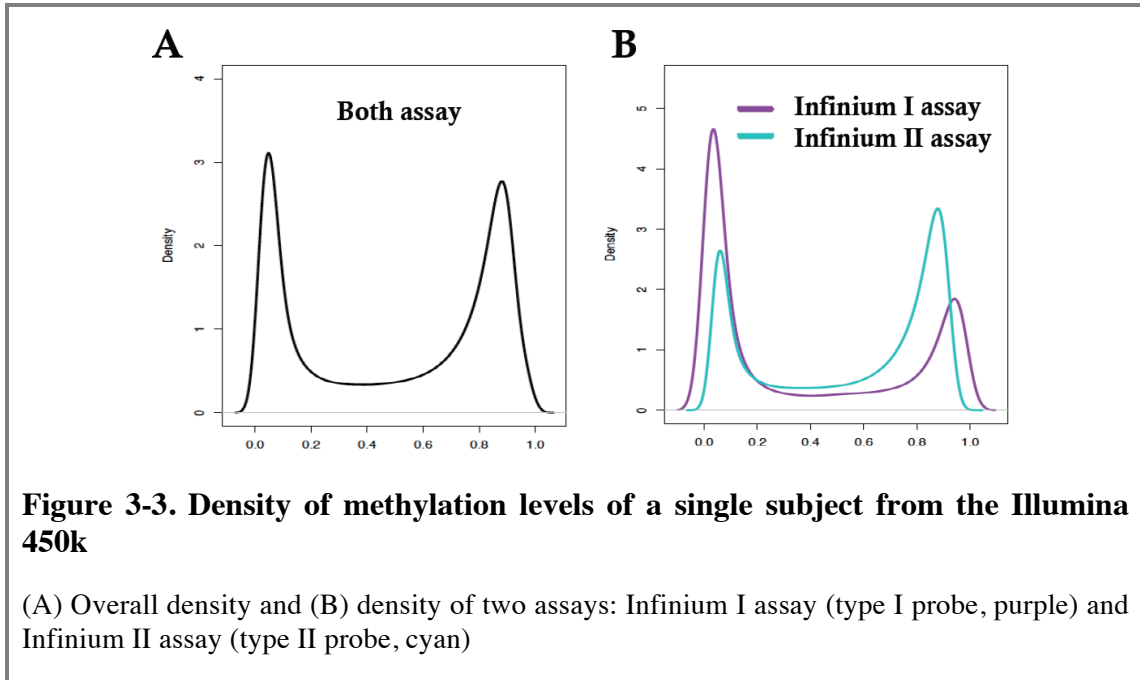 A
B
4
3
2
1
0
Density
Both assay
0.0 0.2 0.4 0.6 0.8 1.0
5
4
3
2
1
0
Density
Infinium I assay
Infinium II assay
0.0 0.2 0.4 0.6 0.8 1.0
Figure 3-3. Density of methylation levels of a single subject from the Illumina
450k
(A) Overall density and (B) density of two assays: Infinium I assay (type I probe, purple) and
Infinium II assay (type II probe, cyan)